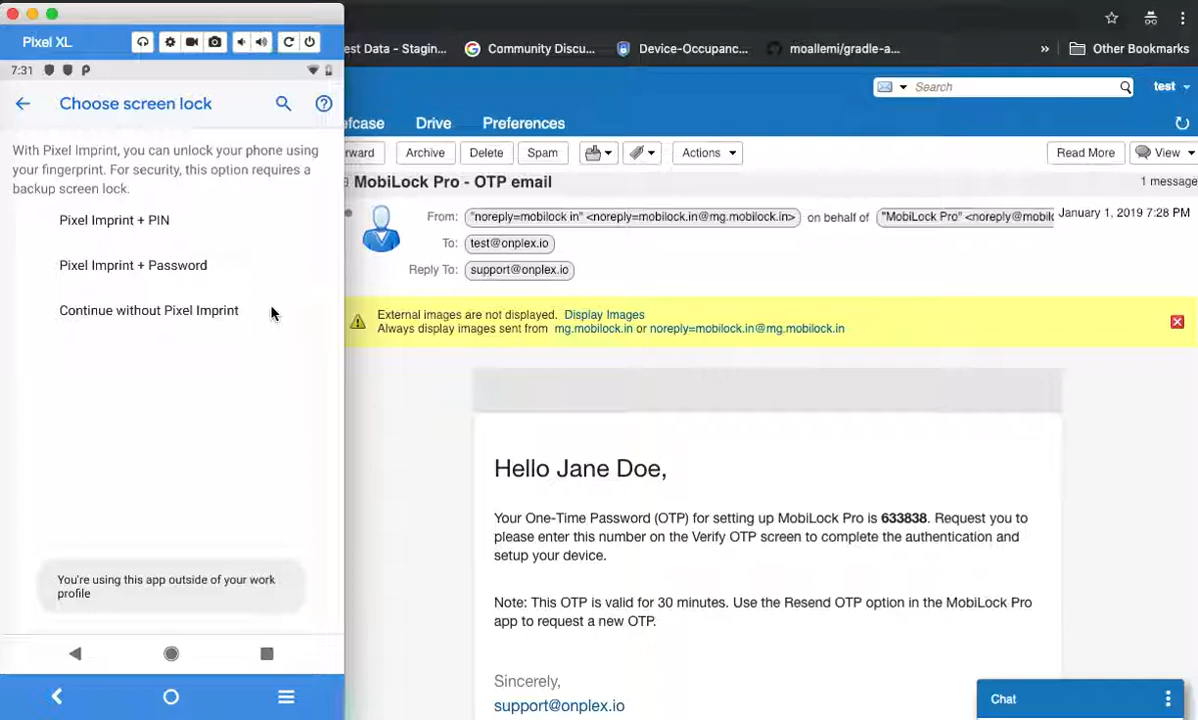 Pixel XL
7:31
Choose screen lock
With Pixel Imprint, you can unlock your phone using
your fingerprint. For security, this option requires a
backup screen lock.
Pixel Imprint + PIN
Pixel Imprint + Password
Continue without Pixel Imprint
You're using this app outside of your work
profile
est Data - Stagin...
Community Discu...
Device-Occupanc...
moallemi/gradle-a...
»
Other Bookmarks
Search
test
efcase
Drive
Preferences
rward
Archive
Delete
Spam
Actions
Read More
View
MobiLock Pro - OTP email
1 message
From: "noreply=mobilock in" <noreply=mobilock.in@mg.mobilock.in> on behalf of "MobiLock Pro" <noreply@mobilo
January 1, 2019 7:28 PM
To: test@onplex.io
Reply To: support@onplex.io
External images are not displayed. Display Images
Always display images sent from mg.mobilock.in or noreply=mobilock.in@mg.mobilock.in
Hello Jane Doe,
Your One-Time Password (OTP) for setting up MobiLock Pro is 633838. Request you to
please enter this number on the Verify OTP screen to complete the authentication and
setup your device.
Note: This OTP is valid for 30 minutes. Use the Resend OTP option in the MobiLock Pro
app to request a new OTP.
Sincerely,
support@onplex.io
Chat